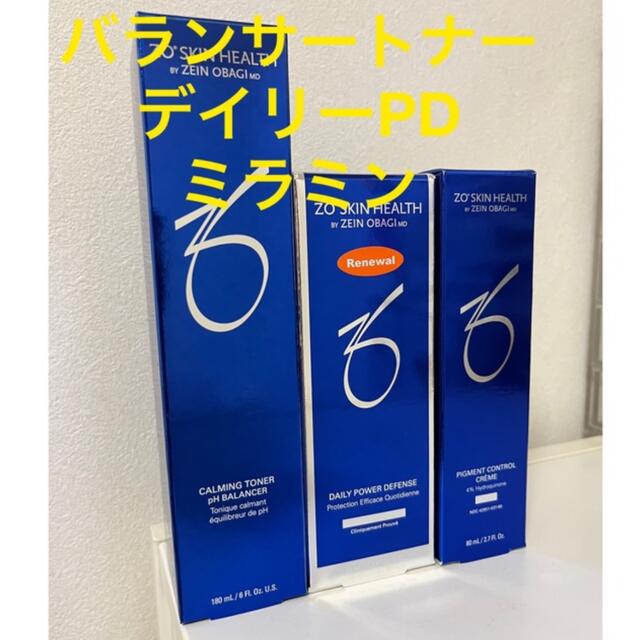 バランサートナー
デイリーPD
ミラミン
ZO® SKIN HEALTH
BY ZEIN OBAGI MD
CALMING TONER
pH BALANCER
Tonique calmant
équilibreur de pH
180 mL / 6 Fl. Oz. U.S.
ZO® SKIN HEALTH
BY ZEIN OBAGI MD
Renewal
DAILY POWER DEFENSE
Protection Efficace Quotidienne
Cliniquement Prouvé
ZO® SKIN HEALTH
BY ZEIN OBAGI MD
PIGMENT CONTROL
CRÈME
4% Hydroquinone
80 mL / 2.7 Fl. Oz.